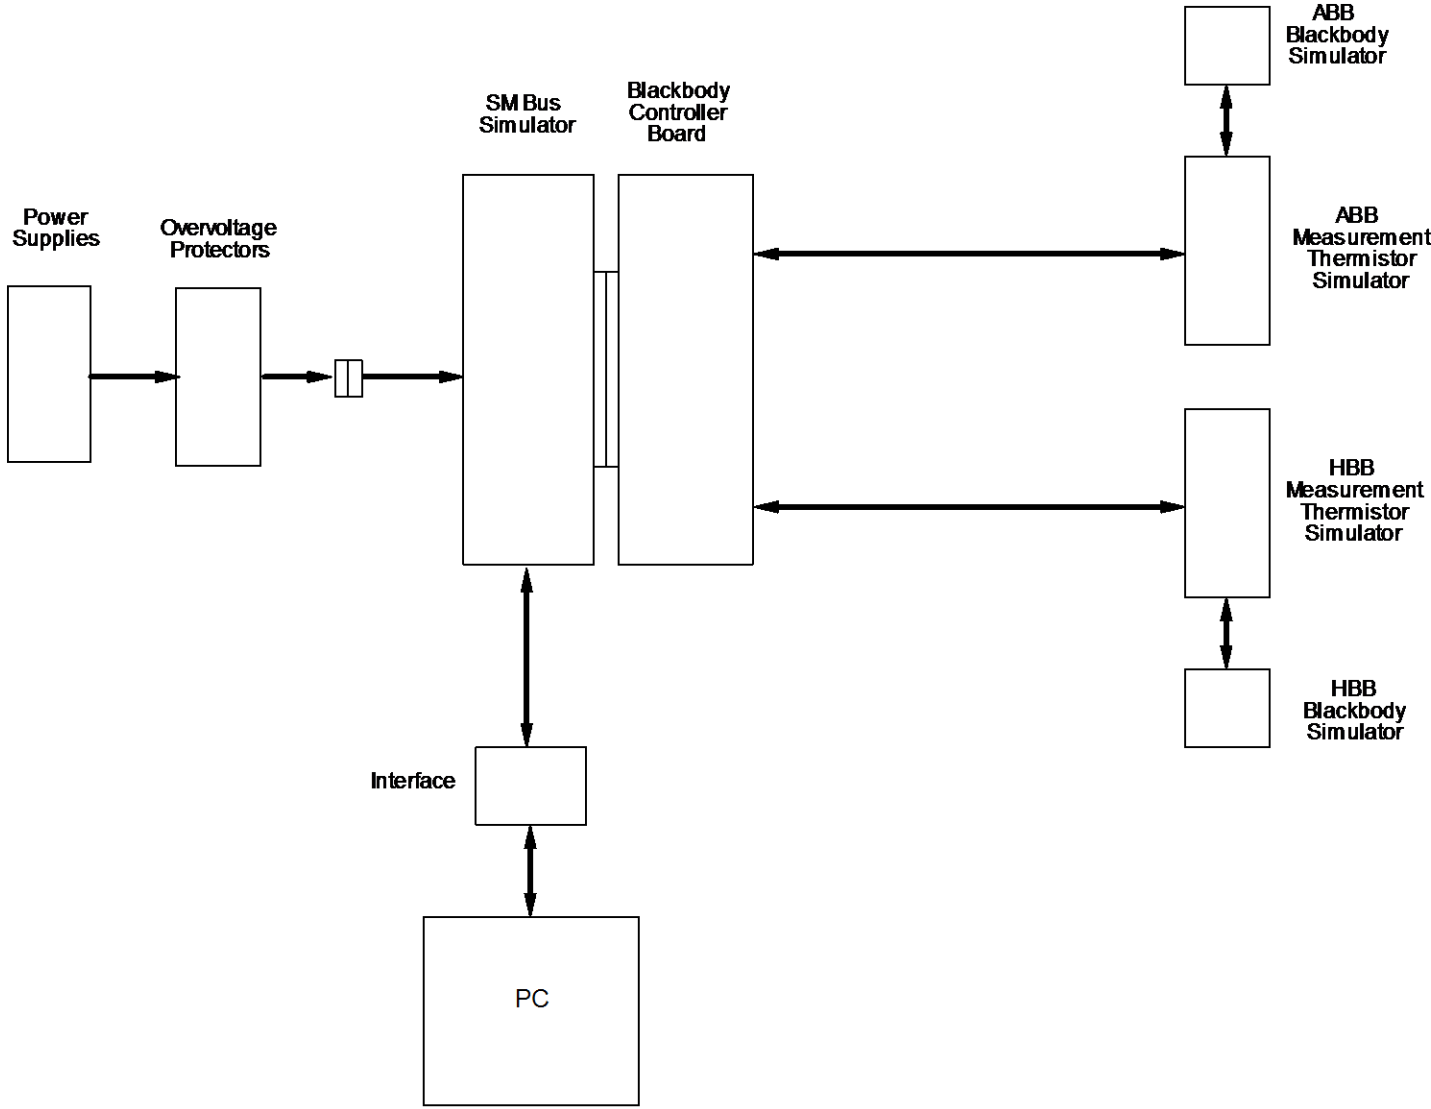 ABB
Blackbody
Simulator
SM Bus
Simulator
Blackbody
Controller
Board
Power
Supplies
Overvoltage
Protectors
ABB
Measurement
Thermistor
Simulator
HBB
Measurement
Thermistor
Simulator
HBB
Blackbody
Simulator
Interface
PC